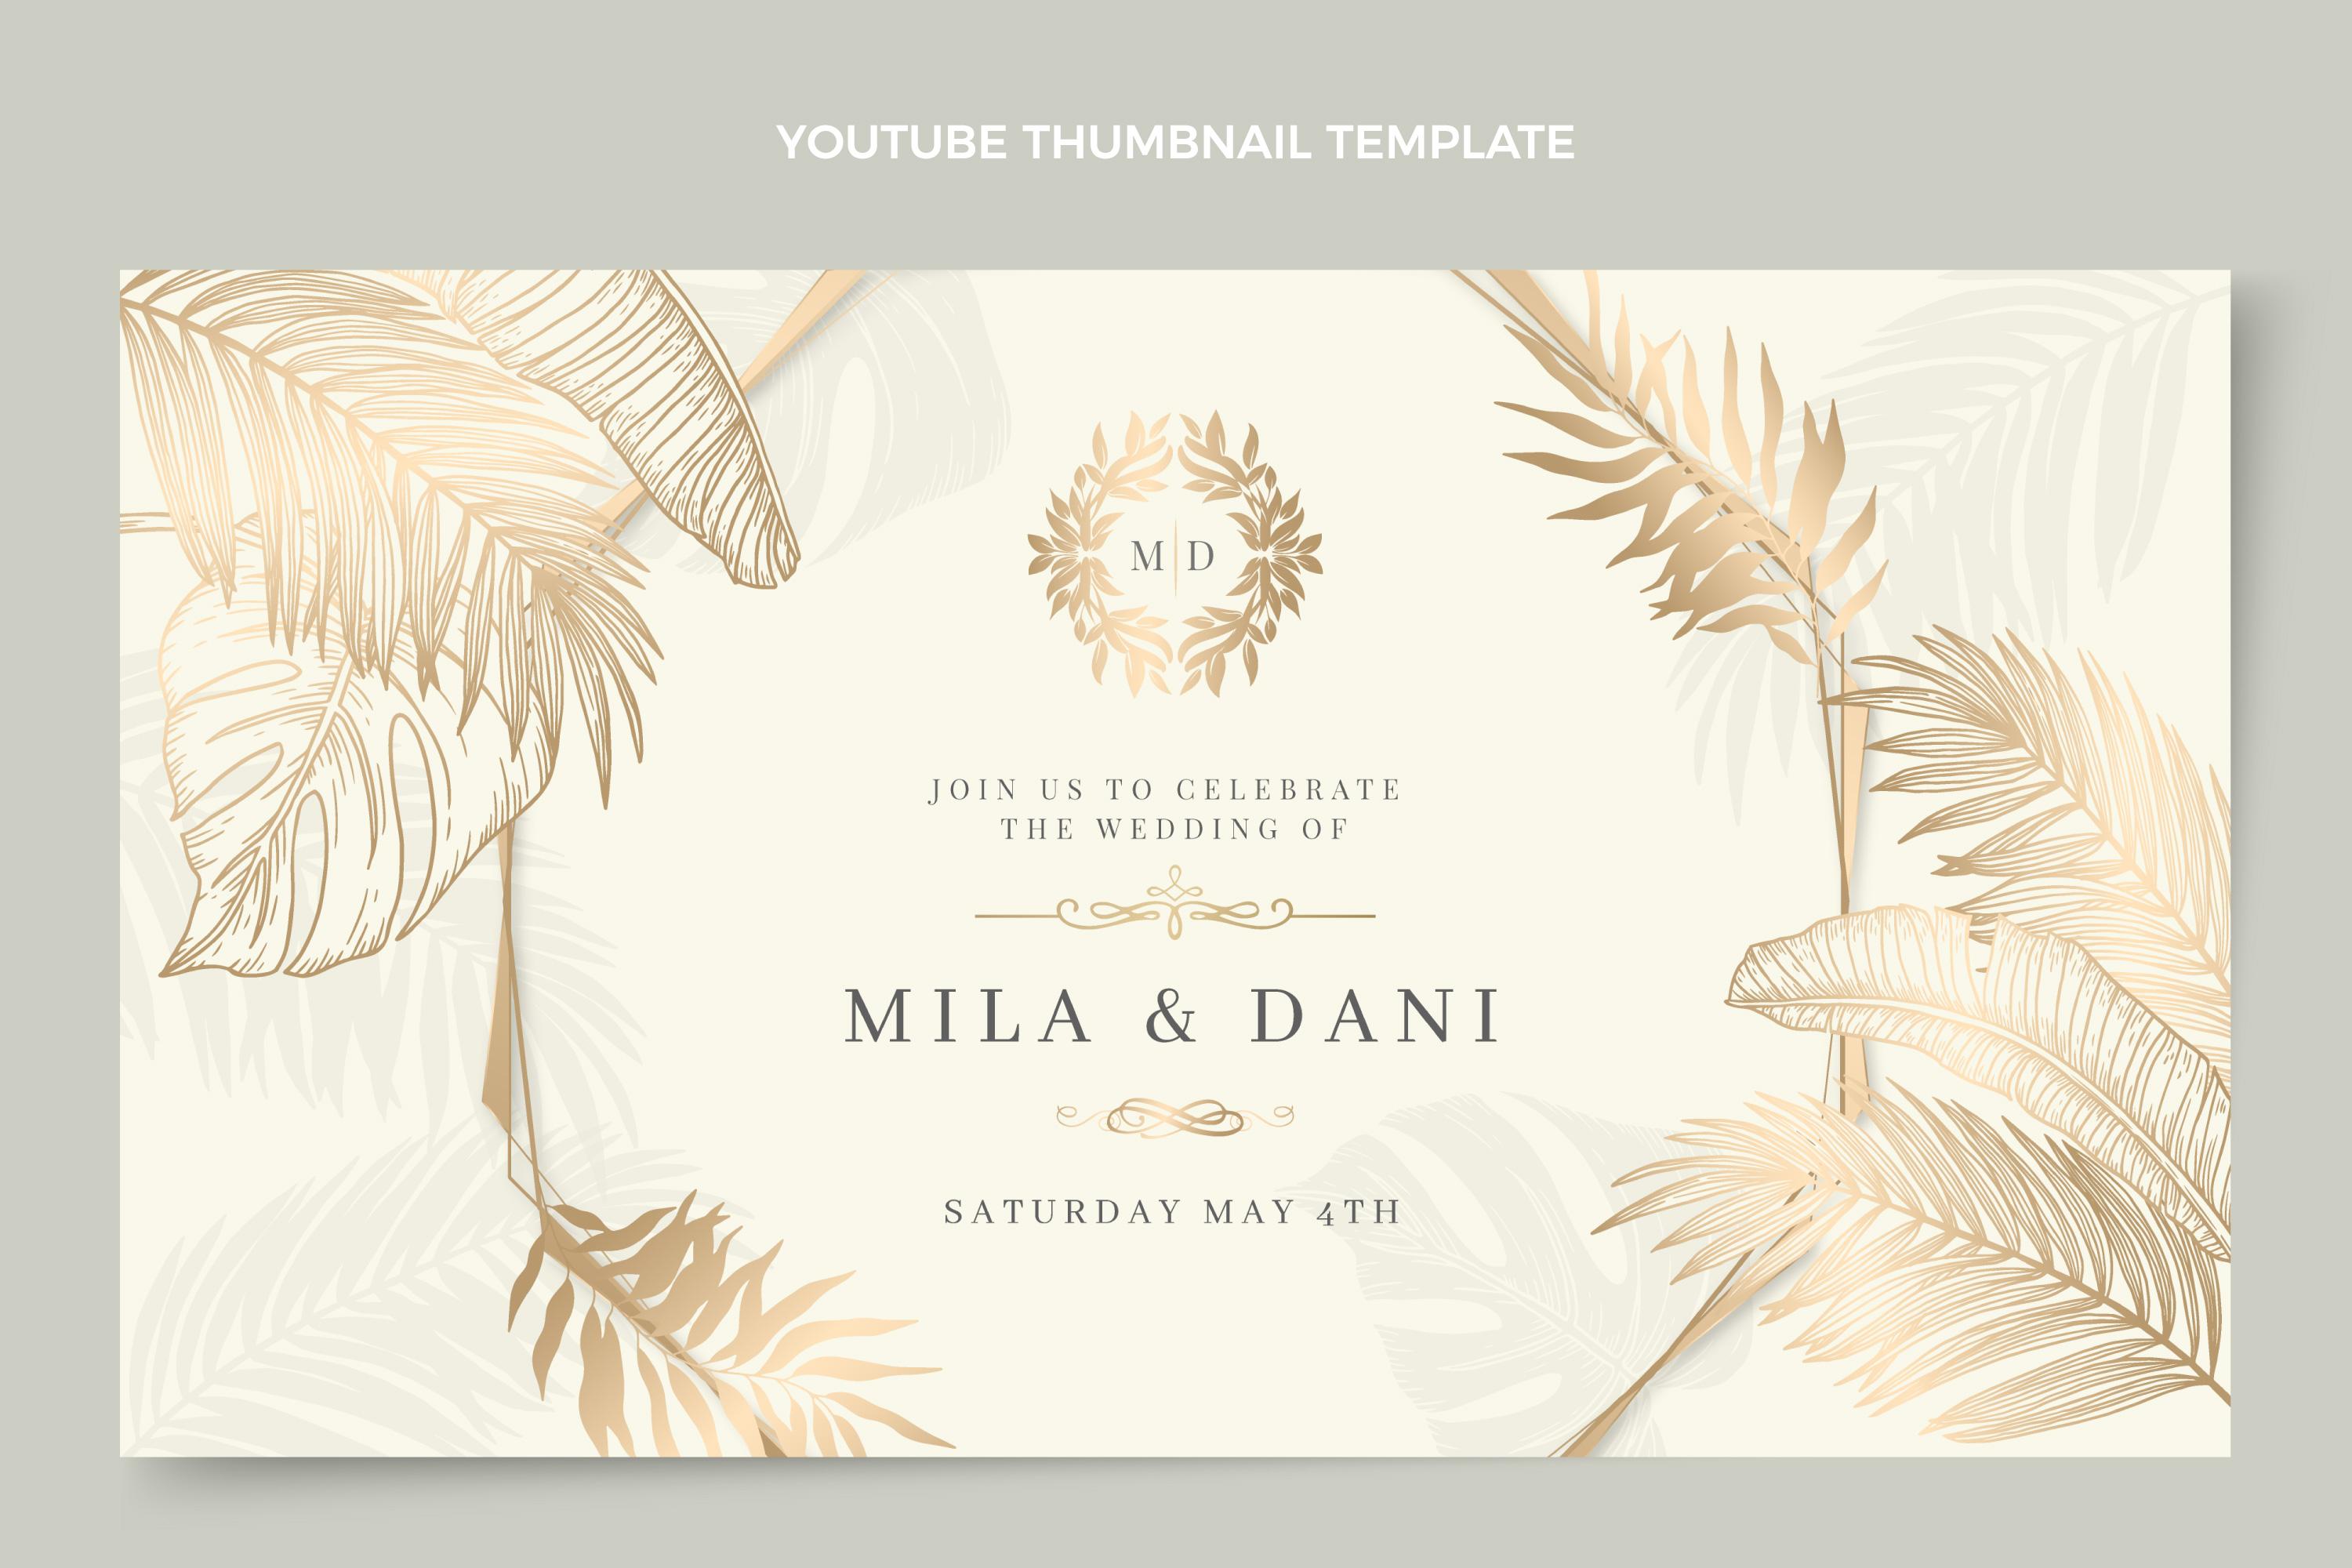 YOUTUBE THUMBNAIL TEMPLATE
M D
JOIN US TO CELEBRATE
THE WEDDING OF
MILA & DANI
SATURDAY MAY 4TH